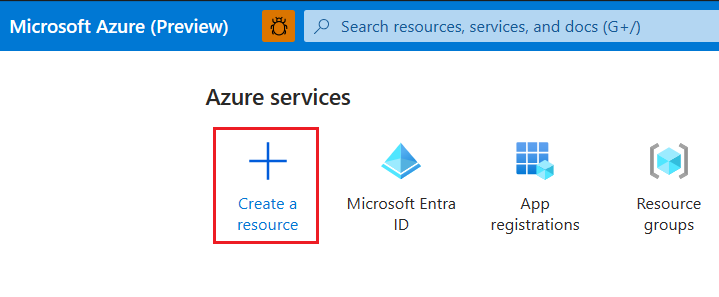 Microsoft Azure (Preview)
Search resources, services, and docs (G+/)
Azure services
Create a
resource
Microsoft Entra
ID
App
registrations
Resource
groups